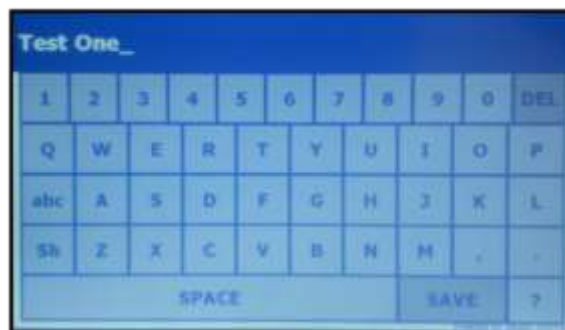 Test One_
1 2 3 4 5 6 7 8 9 0 DEL
Q W E R T Y U I O P
abc A S D F G H J K L
Sh Z X C V B N M , .
SPACE SAVE ?